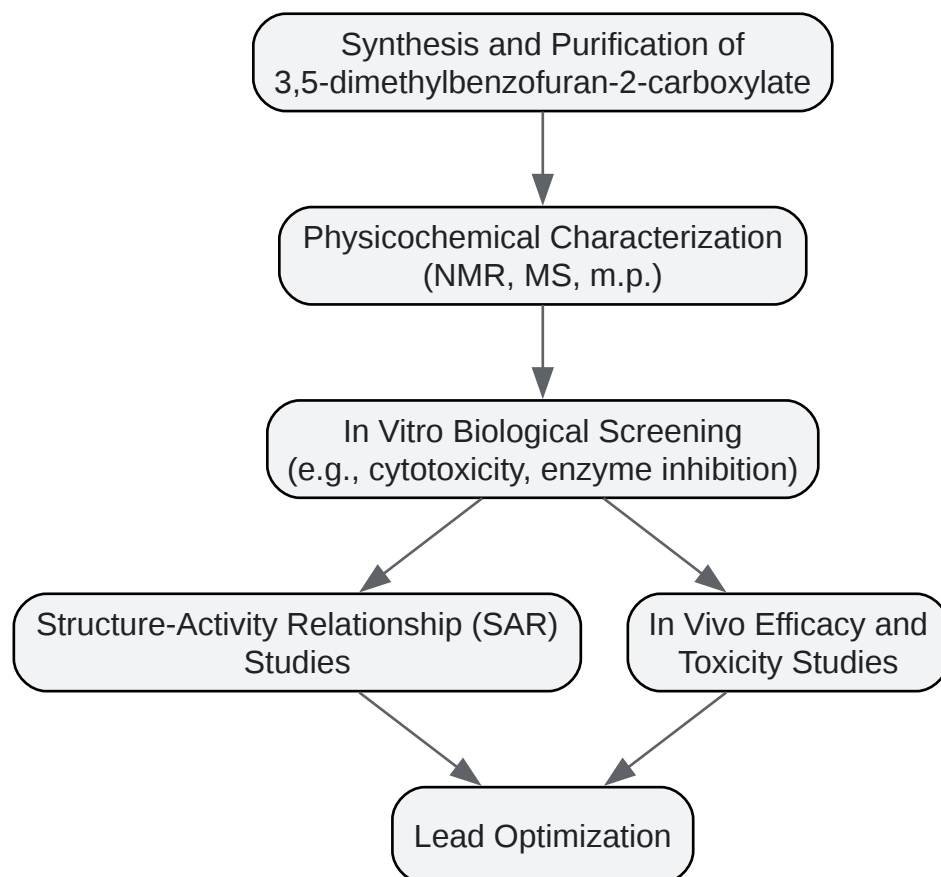 Synthesis and Purification of
3,5-dimethylbenzofuran-2-carboxylate
Physicochemical Characterization
(NMR, MS, m.p.)
In Vitro Biological Screening
(e.g., cytotoxicity, enzyme inhibition)
Structure-Activity Relationship (SAR)
Studies
In Vivo Efficacy and
Toxicity Studies
Lead Optimization